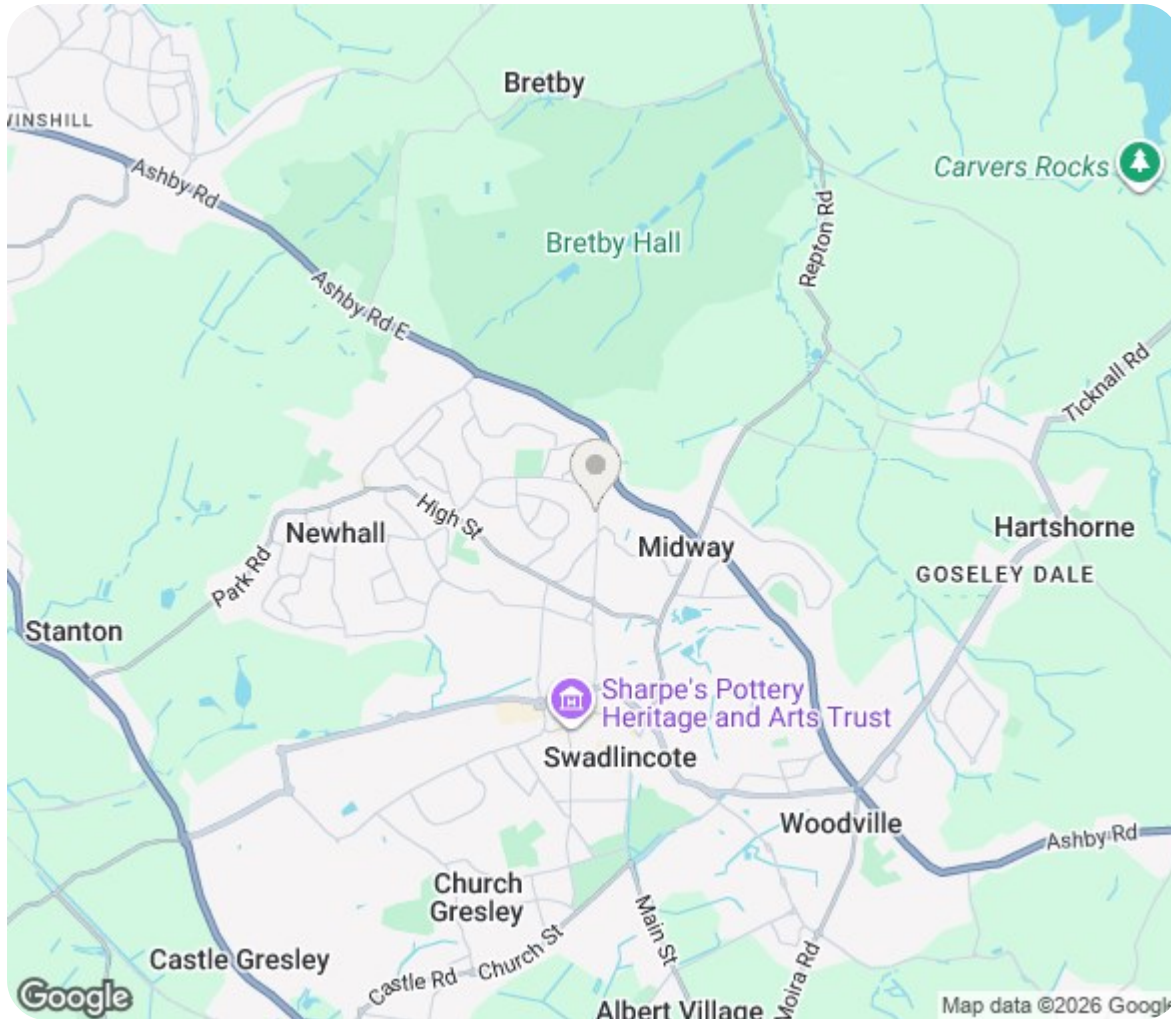 Bretby
WINSHILL
Ashby Rd
Carvers Rocks
Repton Rd
Bretby Hall
Ashby Rd E
Ticknall Rd
High St
Newhall
Midway
Hartshorne
GOSELEY DALE
Park Rd
Stanton
Sharpe's Pottery
Heritage and Arts Trust
Swadlincote
Woodville
Ashby Rd
Church
Gresley
Main St
Church St
Castle Gresley
Castle Rd
Moira Rd
Albert Village
Google
Map data ©2026 Google